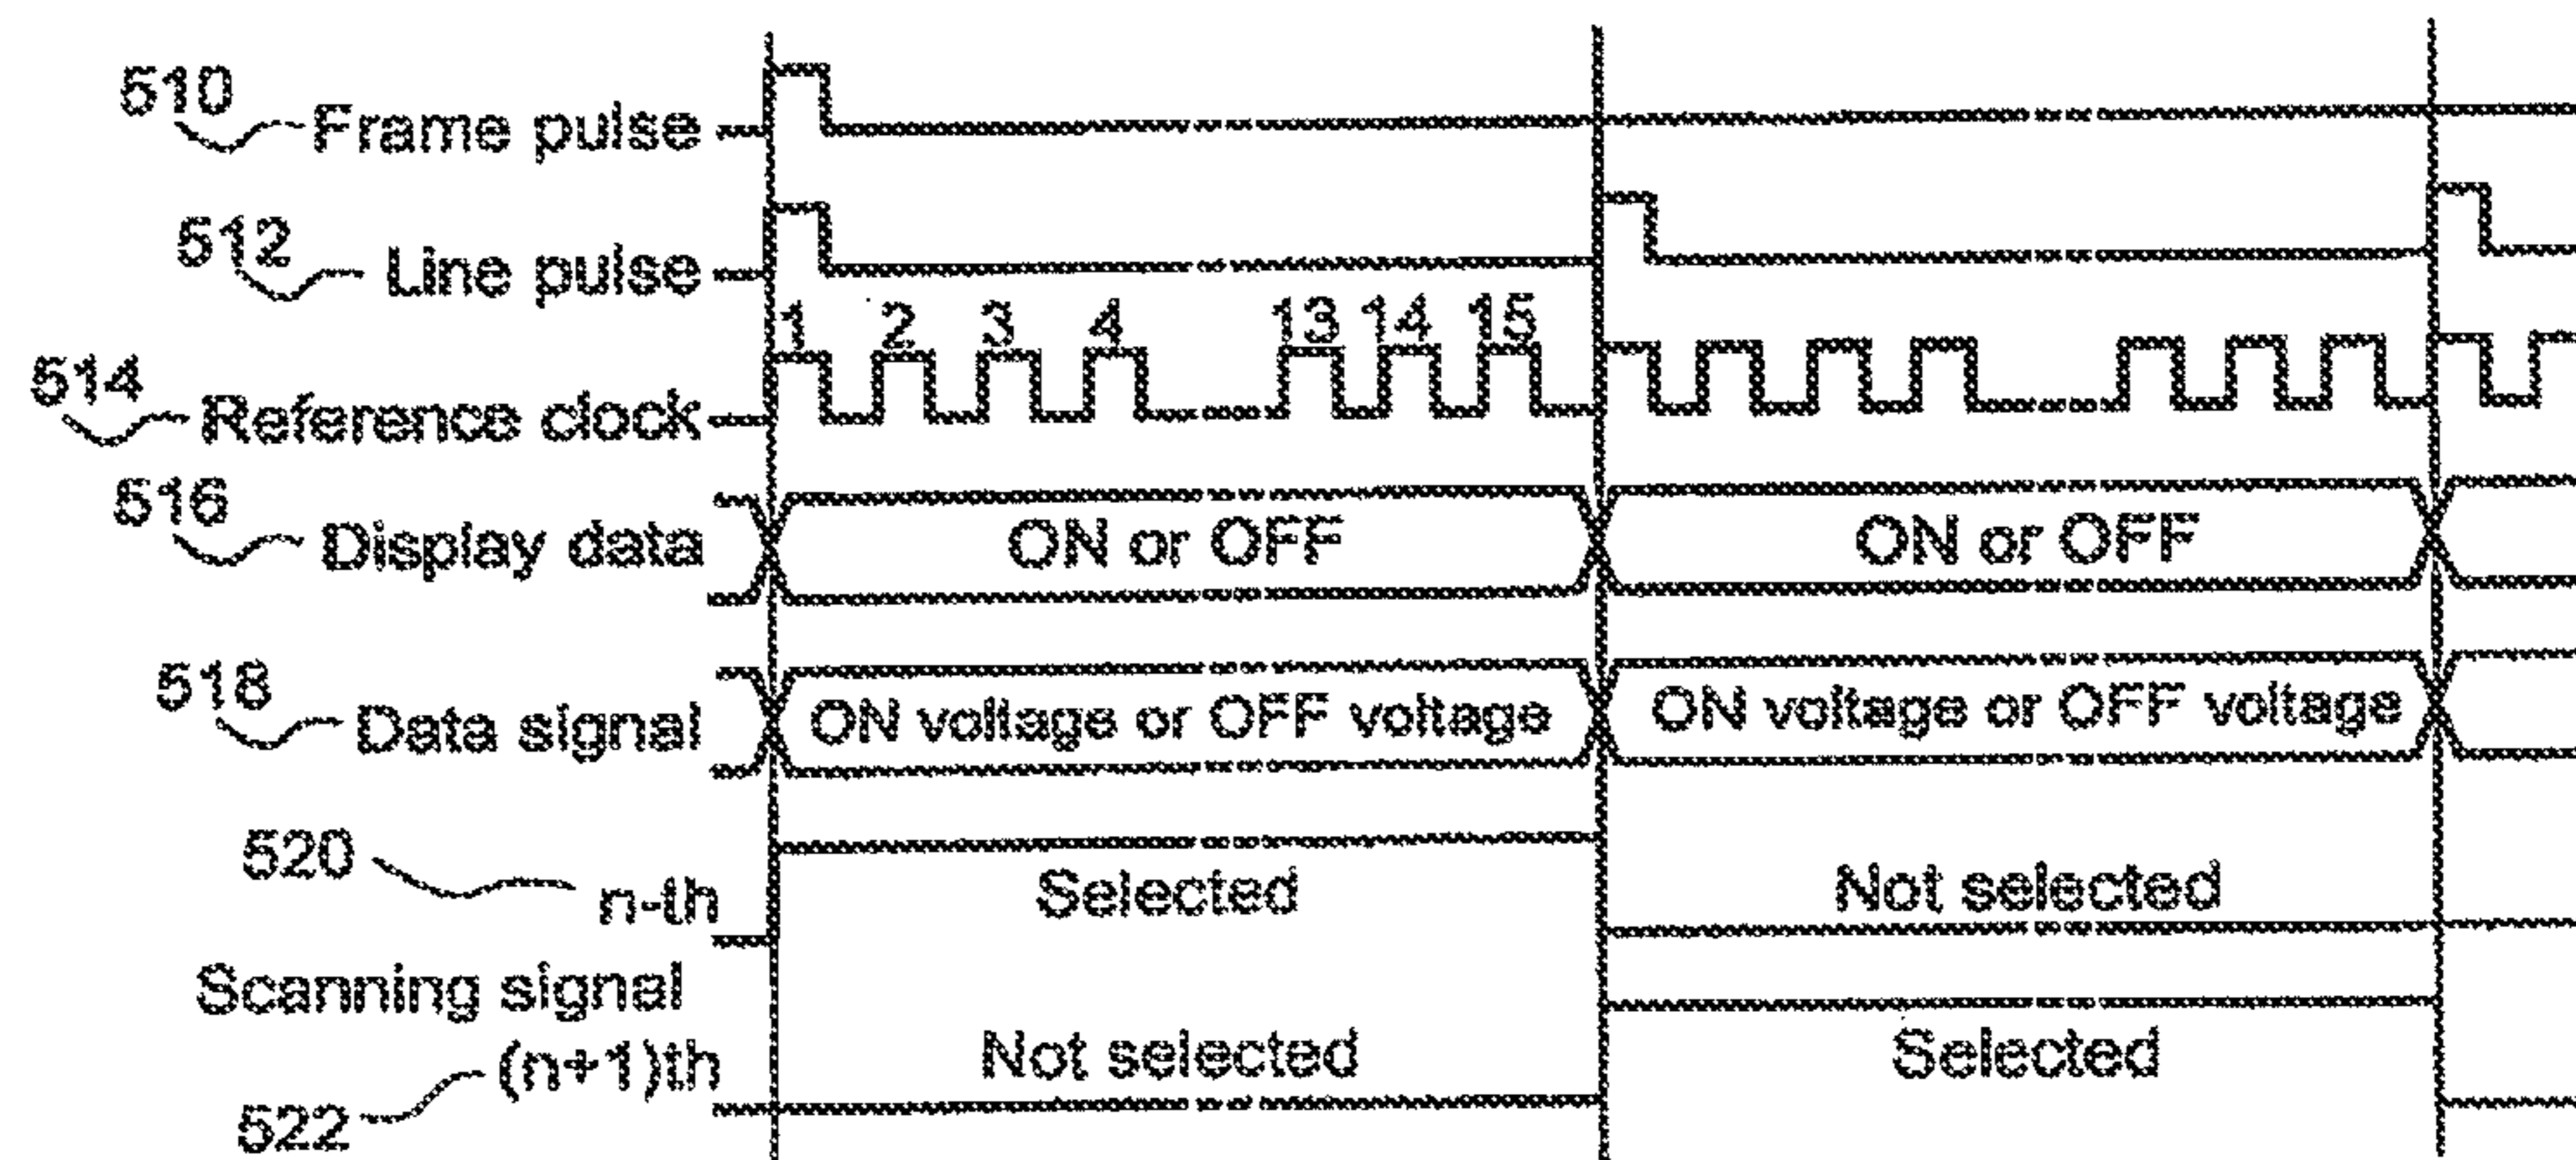 510 Frame pulse
512 Line pulse
1 2 3 4 13 14 15
514 Reference clock
516 Display data ON or OFF ON or OFF
518 Data signal ON voltage or OFF voltage ON voltage or OFF voltage
520 n-th Selected Not selected
Scanning signal
522 (n+1)th Not selected Selected